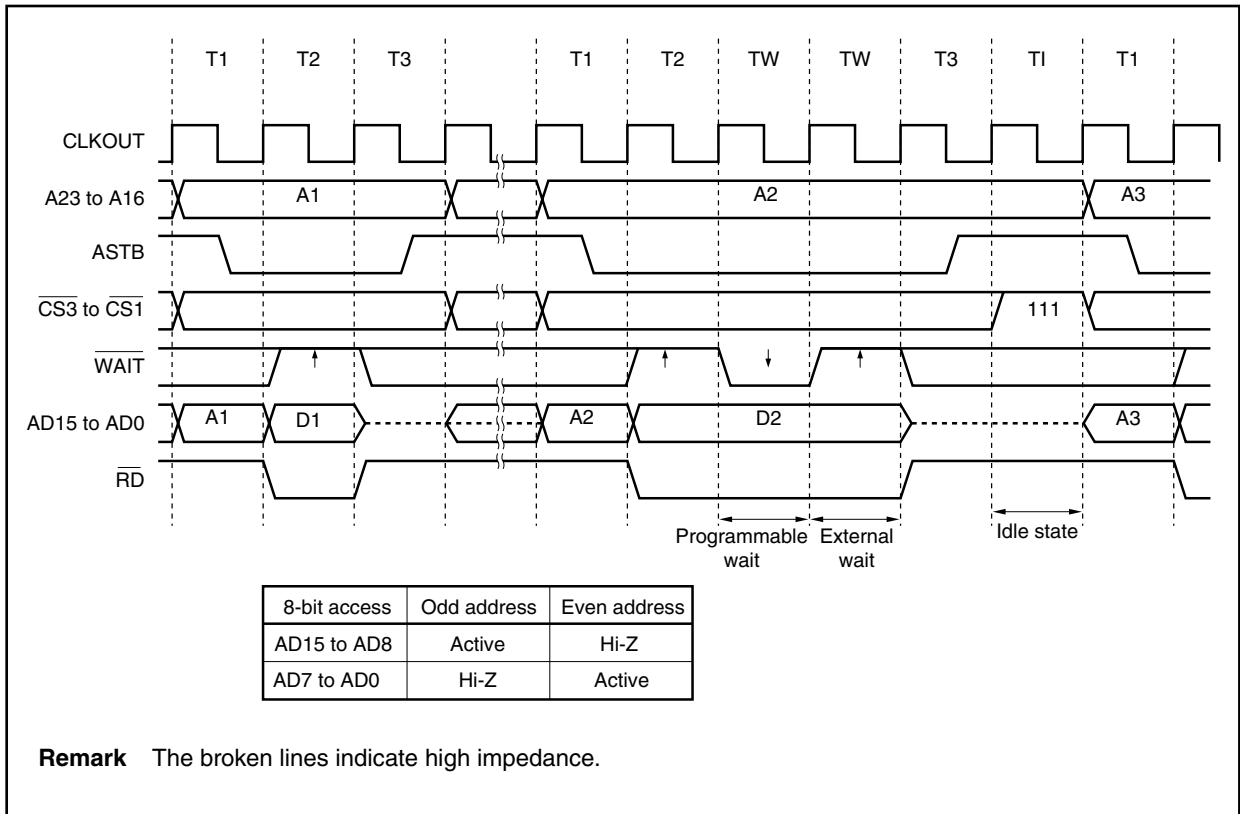 T1 T2 T3 T1 T2 TW TW T3 TI T1
CLKOUT
A23 to A16 A1 A2 A3
ASTB
CS3 to CS1 111
WAIT
AD15 to AD0 A1 D1 A2 D2 A3
RD
Programmable wait External wait Idle state
8-bit access Odd address Even address
AD15 to AD8 Active Hi-Z
AD7 to AD0 Hi-Z Active
Remark The broken lines indicate high impedance.